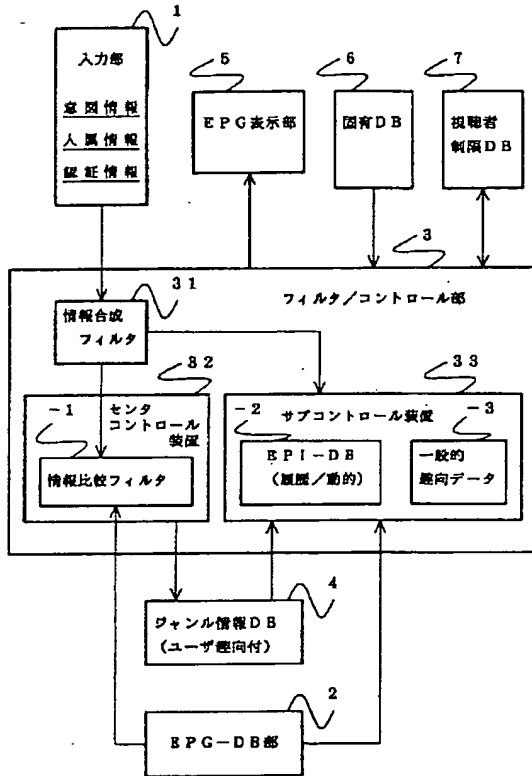 1
入力部
意図情報
人属情報
認証情報
5
EPG表示部
6
固有DB
7
視聴者
制限DB
3
フィルタ／コントロール部
31
情報合成
フィルタ
32
センタ
コントロール
装置
-1
情報比較フィルタ
33
サブコントロール装置
-2
EPI-DB
(履歴／動的)
-3
一般的
趣向データ
4
ジャンル情報DB
(ユーザ趣向付)
2
EPG-DB部